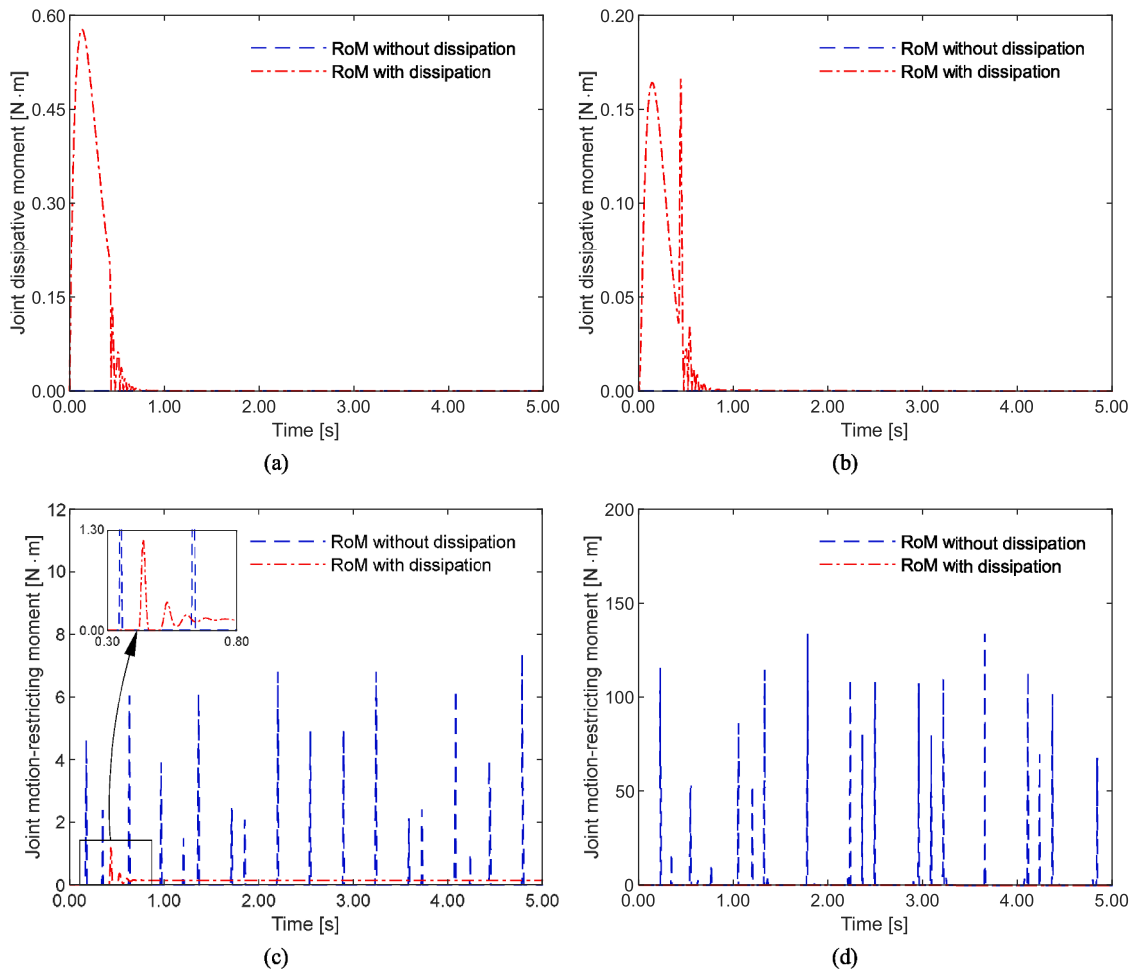 Joint dissipative moment [N·m]
0.60
0.45
0.30
0.15
0.00
RoM without dissipation
RoM with dissipation
0.00 1.00 2.00 3.00 4.00 5.00
Time [s]
(a)
Joint dissipative moment [N·m]
0.20
0.15
0.10
0.05
0.00
RoM without dissipation
RoM with dissipation
0.00 1.00 2.00 3.00 4.00 5.00
Time [s]
(b)
Joint motion-restricting moment [N·m]
12
10
8
6
4
2
0
1.30
0.00
0.30 0.80
RoM without dissipation
RoM with dissipation
0.00 1.00 2.00 3.00 4.00 5.00
Time [s]
(c)
Joint motion-restricting moment [N·m]
200
150
100
50
0
RoM without dissipation
RoM with dissipation
0.00 1.00 2.00 3.00 4.00 5.00
Time [s]
(d)